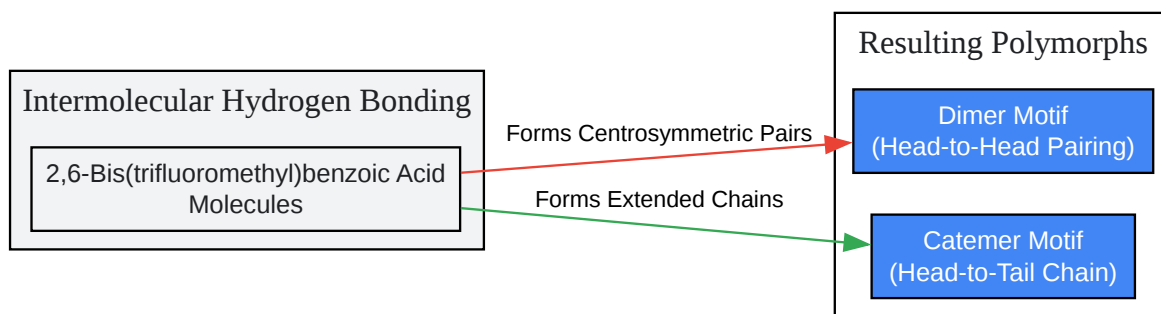 Intermolecular Hydrogen Bonding
2,6-Bis(trifluoromethyl)benzoic Acid
Molecules
Forms Centrosymmetric Pairs
Forms Extended Chains
Resulting Polymorphs
Dimer Motif
(Head-to-Head Pairing)
Catemer Motif
(Head-to-Tail Chain)